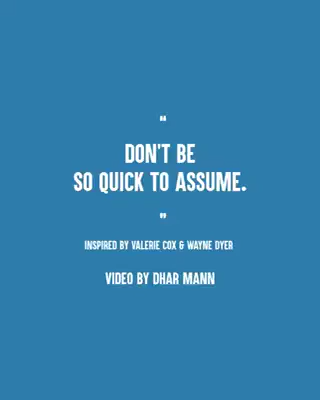 "
DON'T BE
SO QUICK TO ASSUME.
"
INSPIRED BY VALERIE COX & WAYNE DYER
VIDEO BY DHAR MANN